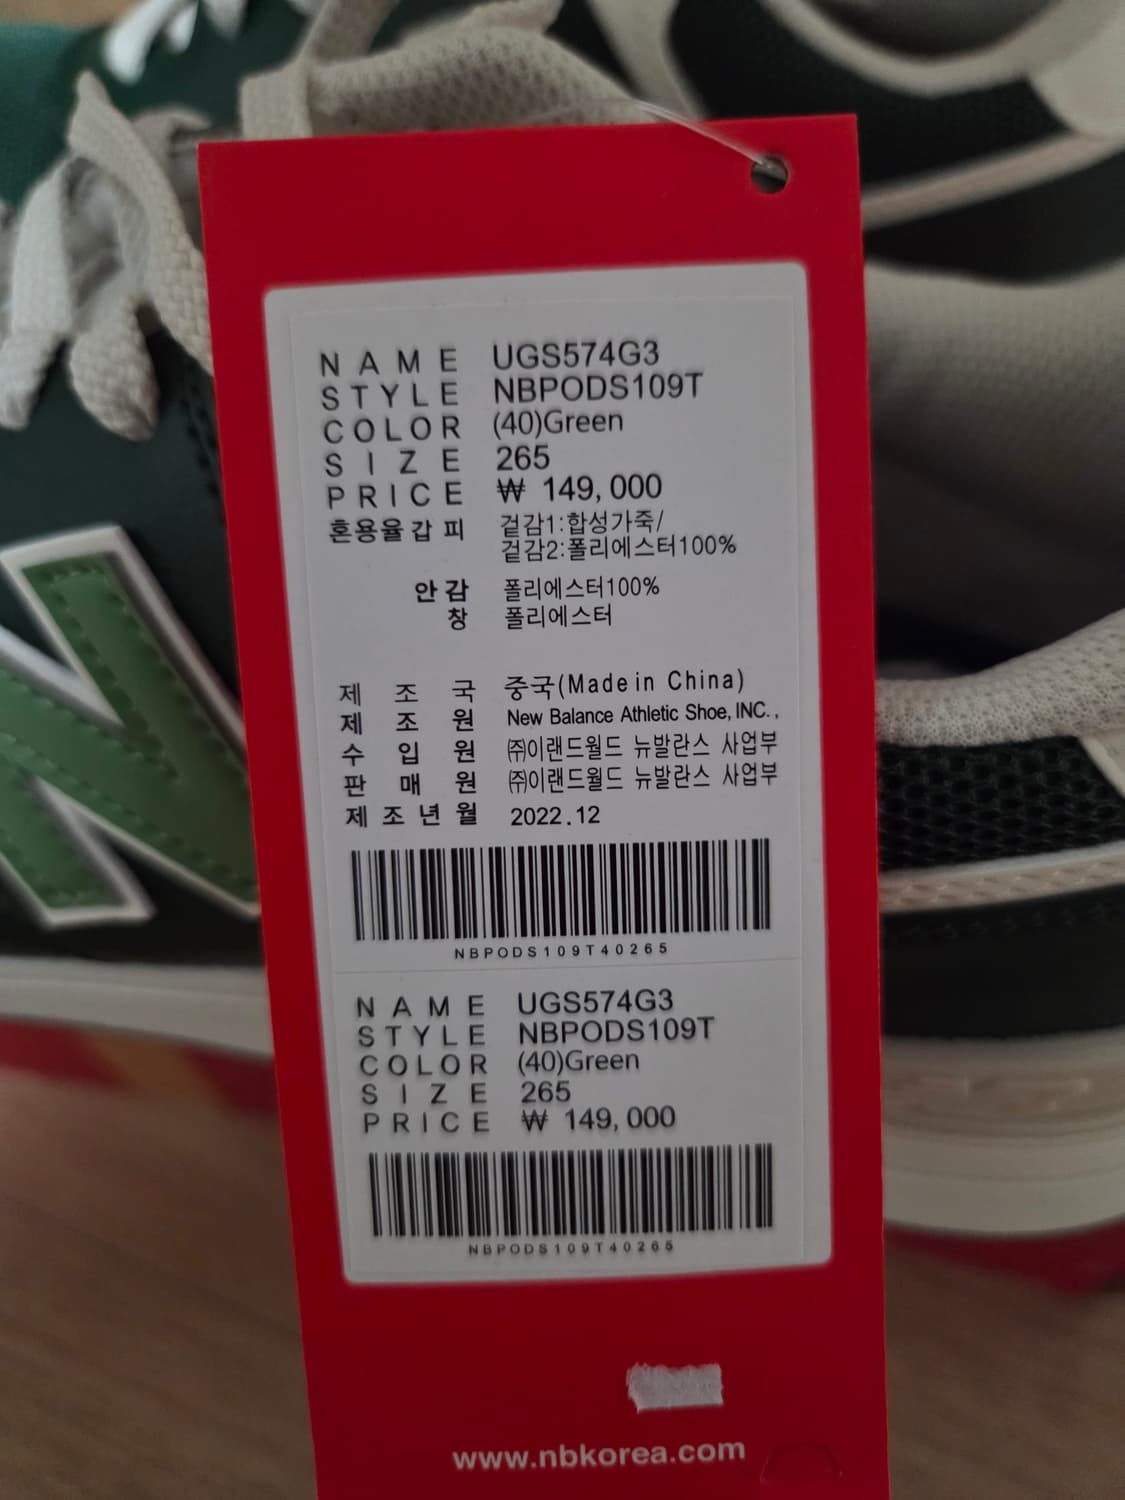 NAME UGS574G3
STYLE NBPODS109T
COLOR (40)Green
SIZE 265
PRICE ₩ 149,000
혼용율갑피 겉감1:합성가죽/
겉감2:폴리에스터100%
안감 폴리에스터100%
창 폴리에스터
제조국 중국(Made in China)
제조원 New Balance Athletic Shoe, INC.,
수입원 ㈜이랜드월드 뉴발란스 사업부
판매원 ㈜이랜드월드 뉴발란스 사업부
제조년월 2022.12
NBPODS109T40265
NAME UGS574G3
STYLE NBPODS109T
COLOR (40)Green
SIZE 265
PRICE ₩ 149,000
NBPODS109T40265
www.nbkorea.com
N